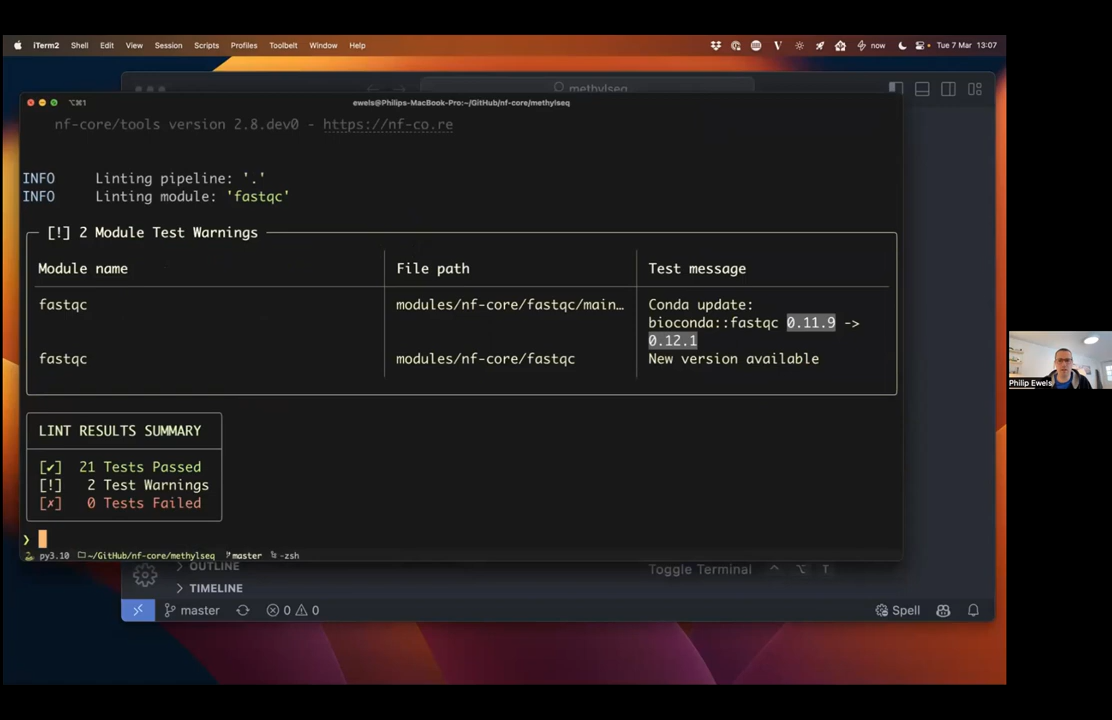 iTerm2 Shell Edit View Session Scripts Profiles Toolbelt Window Help now Tue 7 Mar 13:07
methylseq
⌥⌘1 ewels@Philips-MacBook-Pro:~/GitHub/nf-core/methylseq
nf-core/tools version 2.8.dev0 - https://nf-co.re
INFO Linting pipeline: '.'
INFO Linting module: 'fastqc'
[!] 2 Module Test Warnings
Module name File path Test message
fastqc modules/nf-core/fastqc/main… Conda update:
bioconda::fastqc 0.11.9 ->
0.12.1
fastqc modules/nf-core/fastqc New version available
Philip Ewels
LINT RESULTS SUMMARY
[✔] 21 Tests Passed
[!] 2 Test Warnings
[✗] 0 Tests Failed
❯
py3.10 ~/GitHub/nf-core/methylseq master -zsh
OUTLINE Toggle Terminal ^ ⌥ T
TIMELINE
master 0 0 Spell